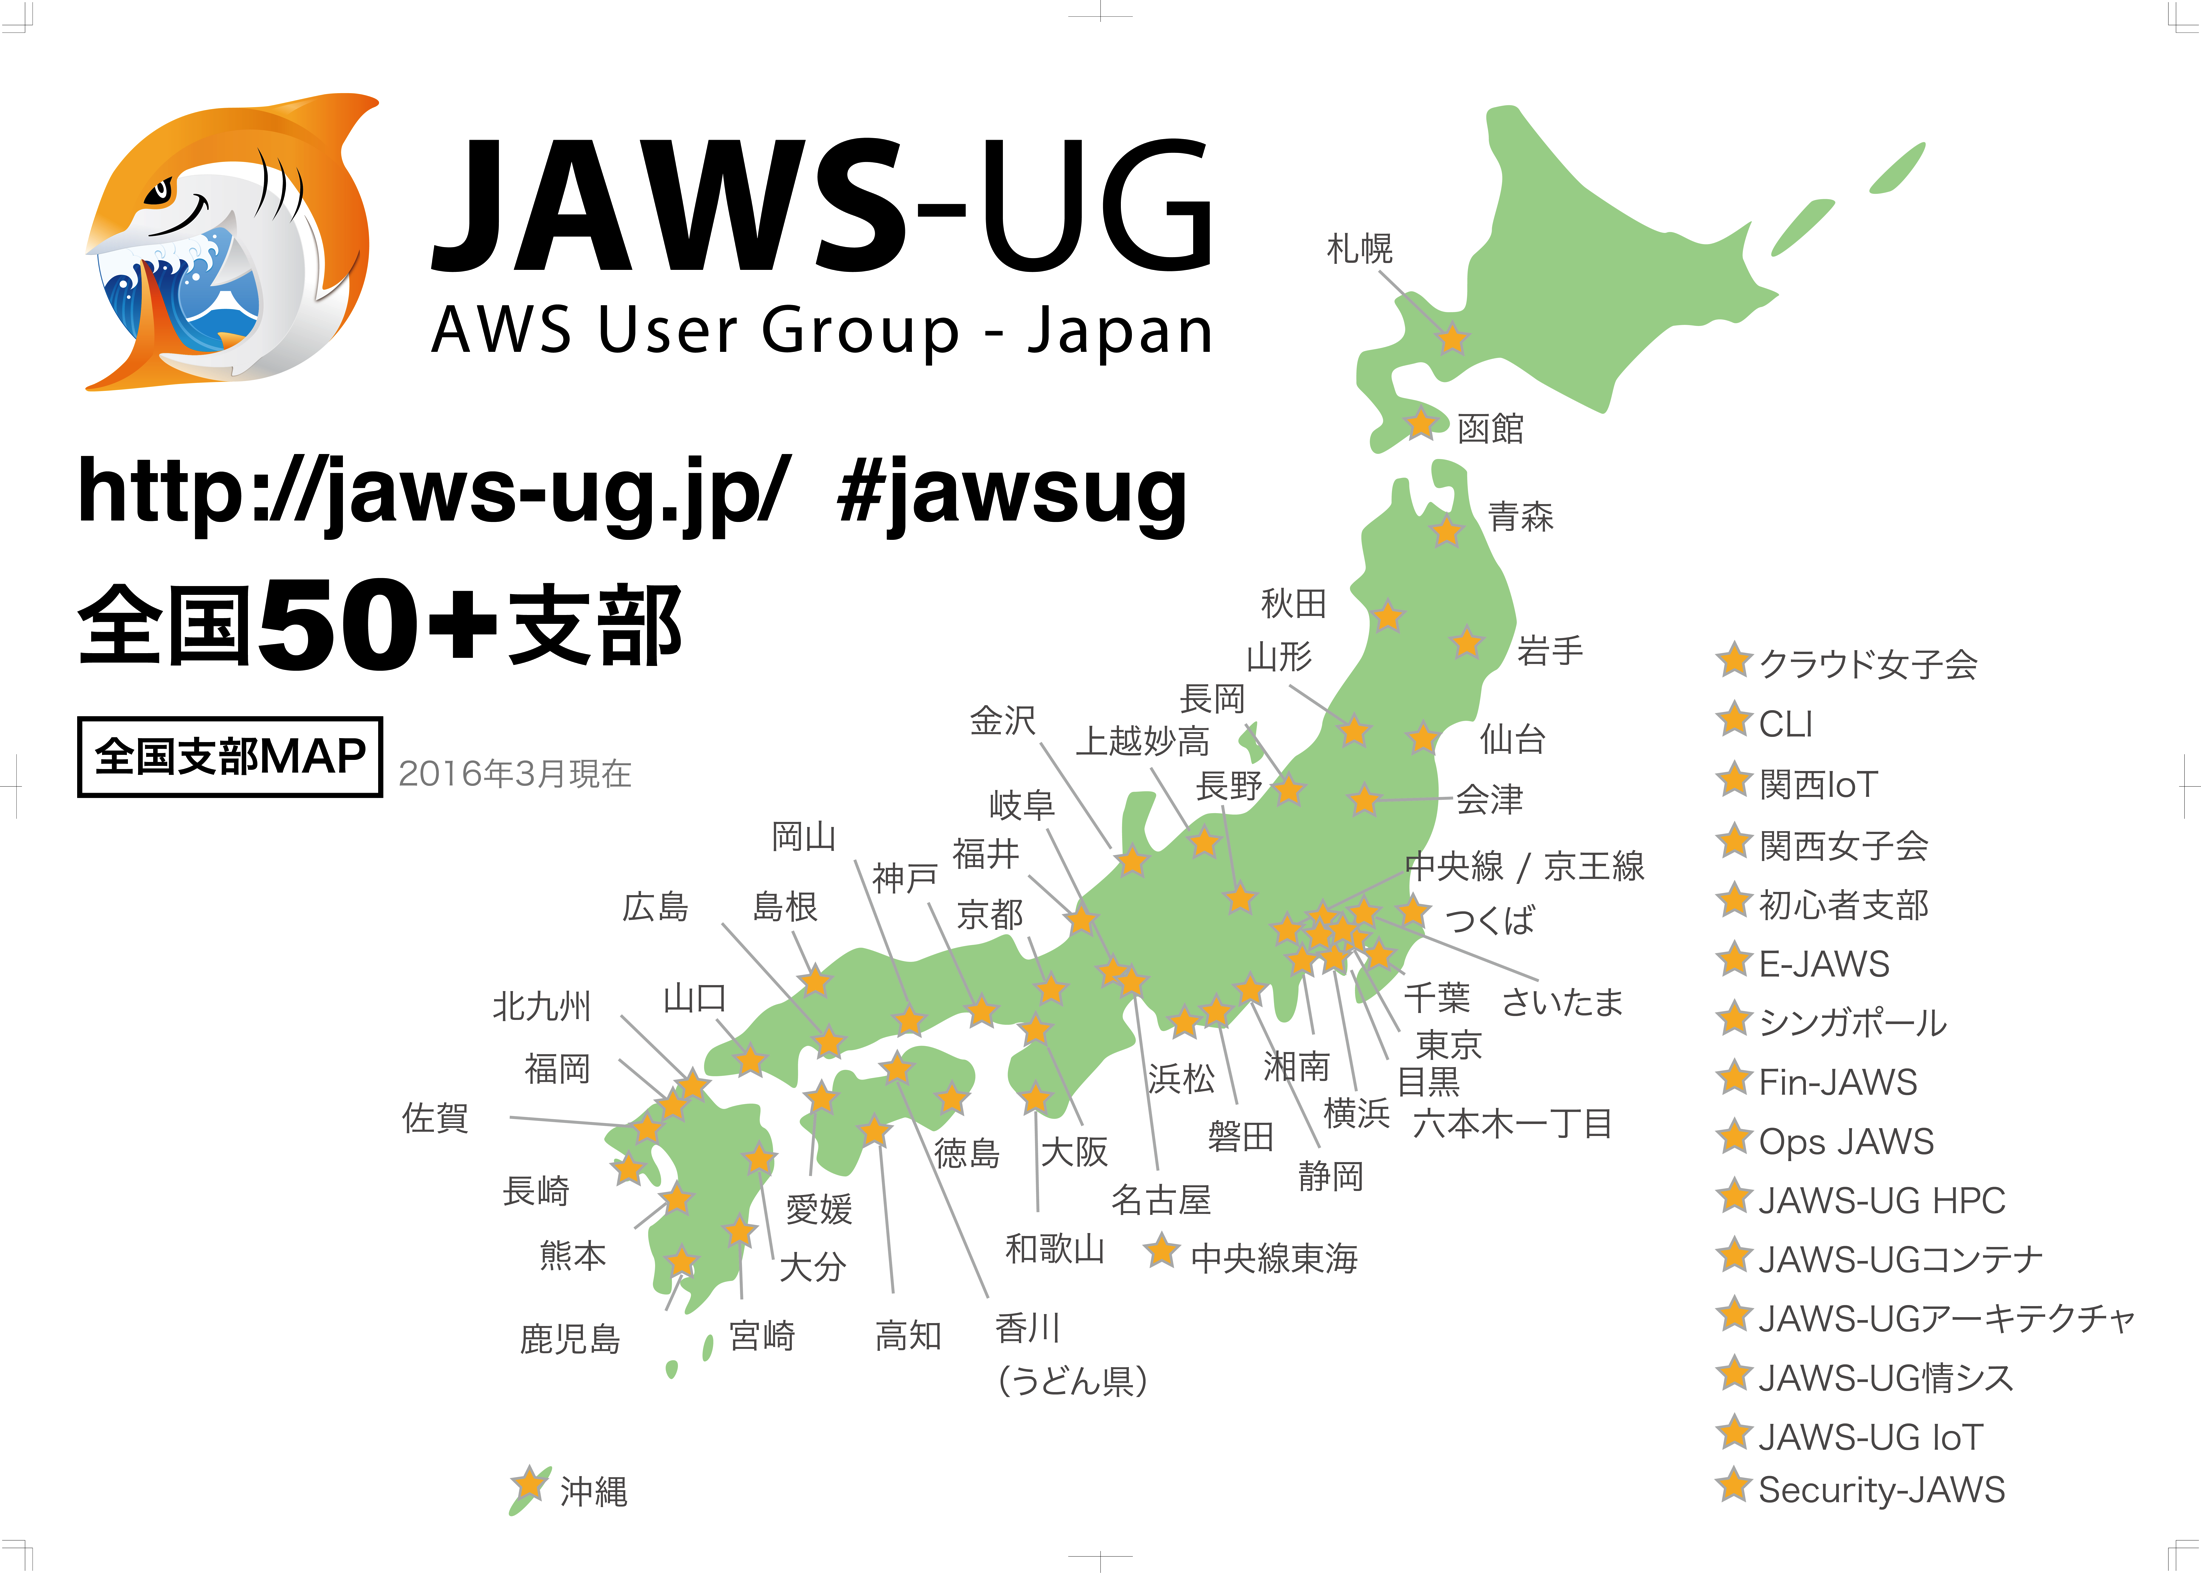 JAWS-UG
AWS User Group - Japan
http://jaws-ug.jp/ #jawsug
全国50+支部
全国支部MAP
2016年3月現在
札幌
函館
青森
秋田
岩手
山形
長岡
仙台
金沢
上越妙高
長野
会津
岐阜
福井
岡山
神戸
京都
中央線 / 京王線
つくば
広島
島根
北九州
山口
千葉
さいたま
東京
福岡
浜松
湘南
目黒
佐賀
横浜
六本木一丁目
磐田
徳島
大阪
静岡
長崎
愛媛
名古屋
熊本
大分
和歌山
中央線東海
鹿児島
宮崎
高知
香川
（うどん県）
沖縄
クラウド女子会
CLI
関西IoT
関西女子会
初心者支部
E-JAWS
シンガポール
Fin-JAWS
Ops JAWS
JAWS-UG HPC
JAWS-UGコンテナ
JAWS-UGアーキテクチャ
JAWS-UG情シス
JAWS-UG IoT
Security-JAWS